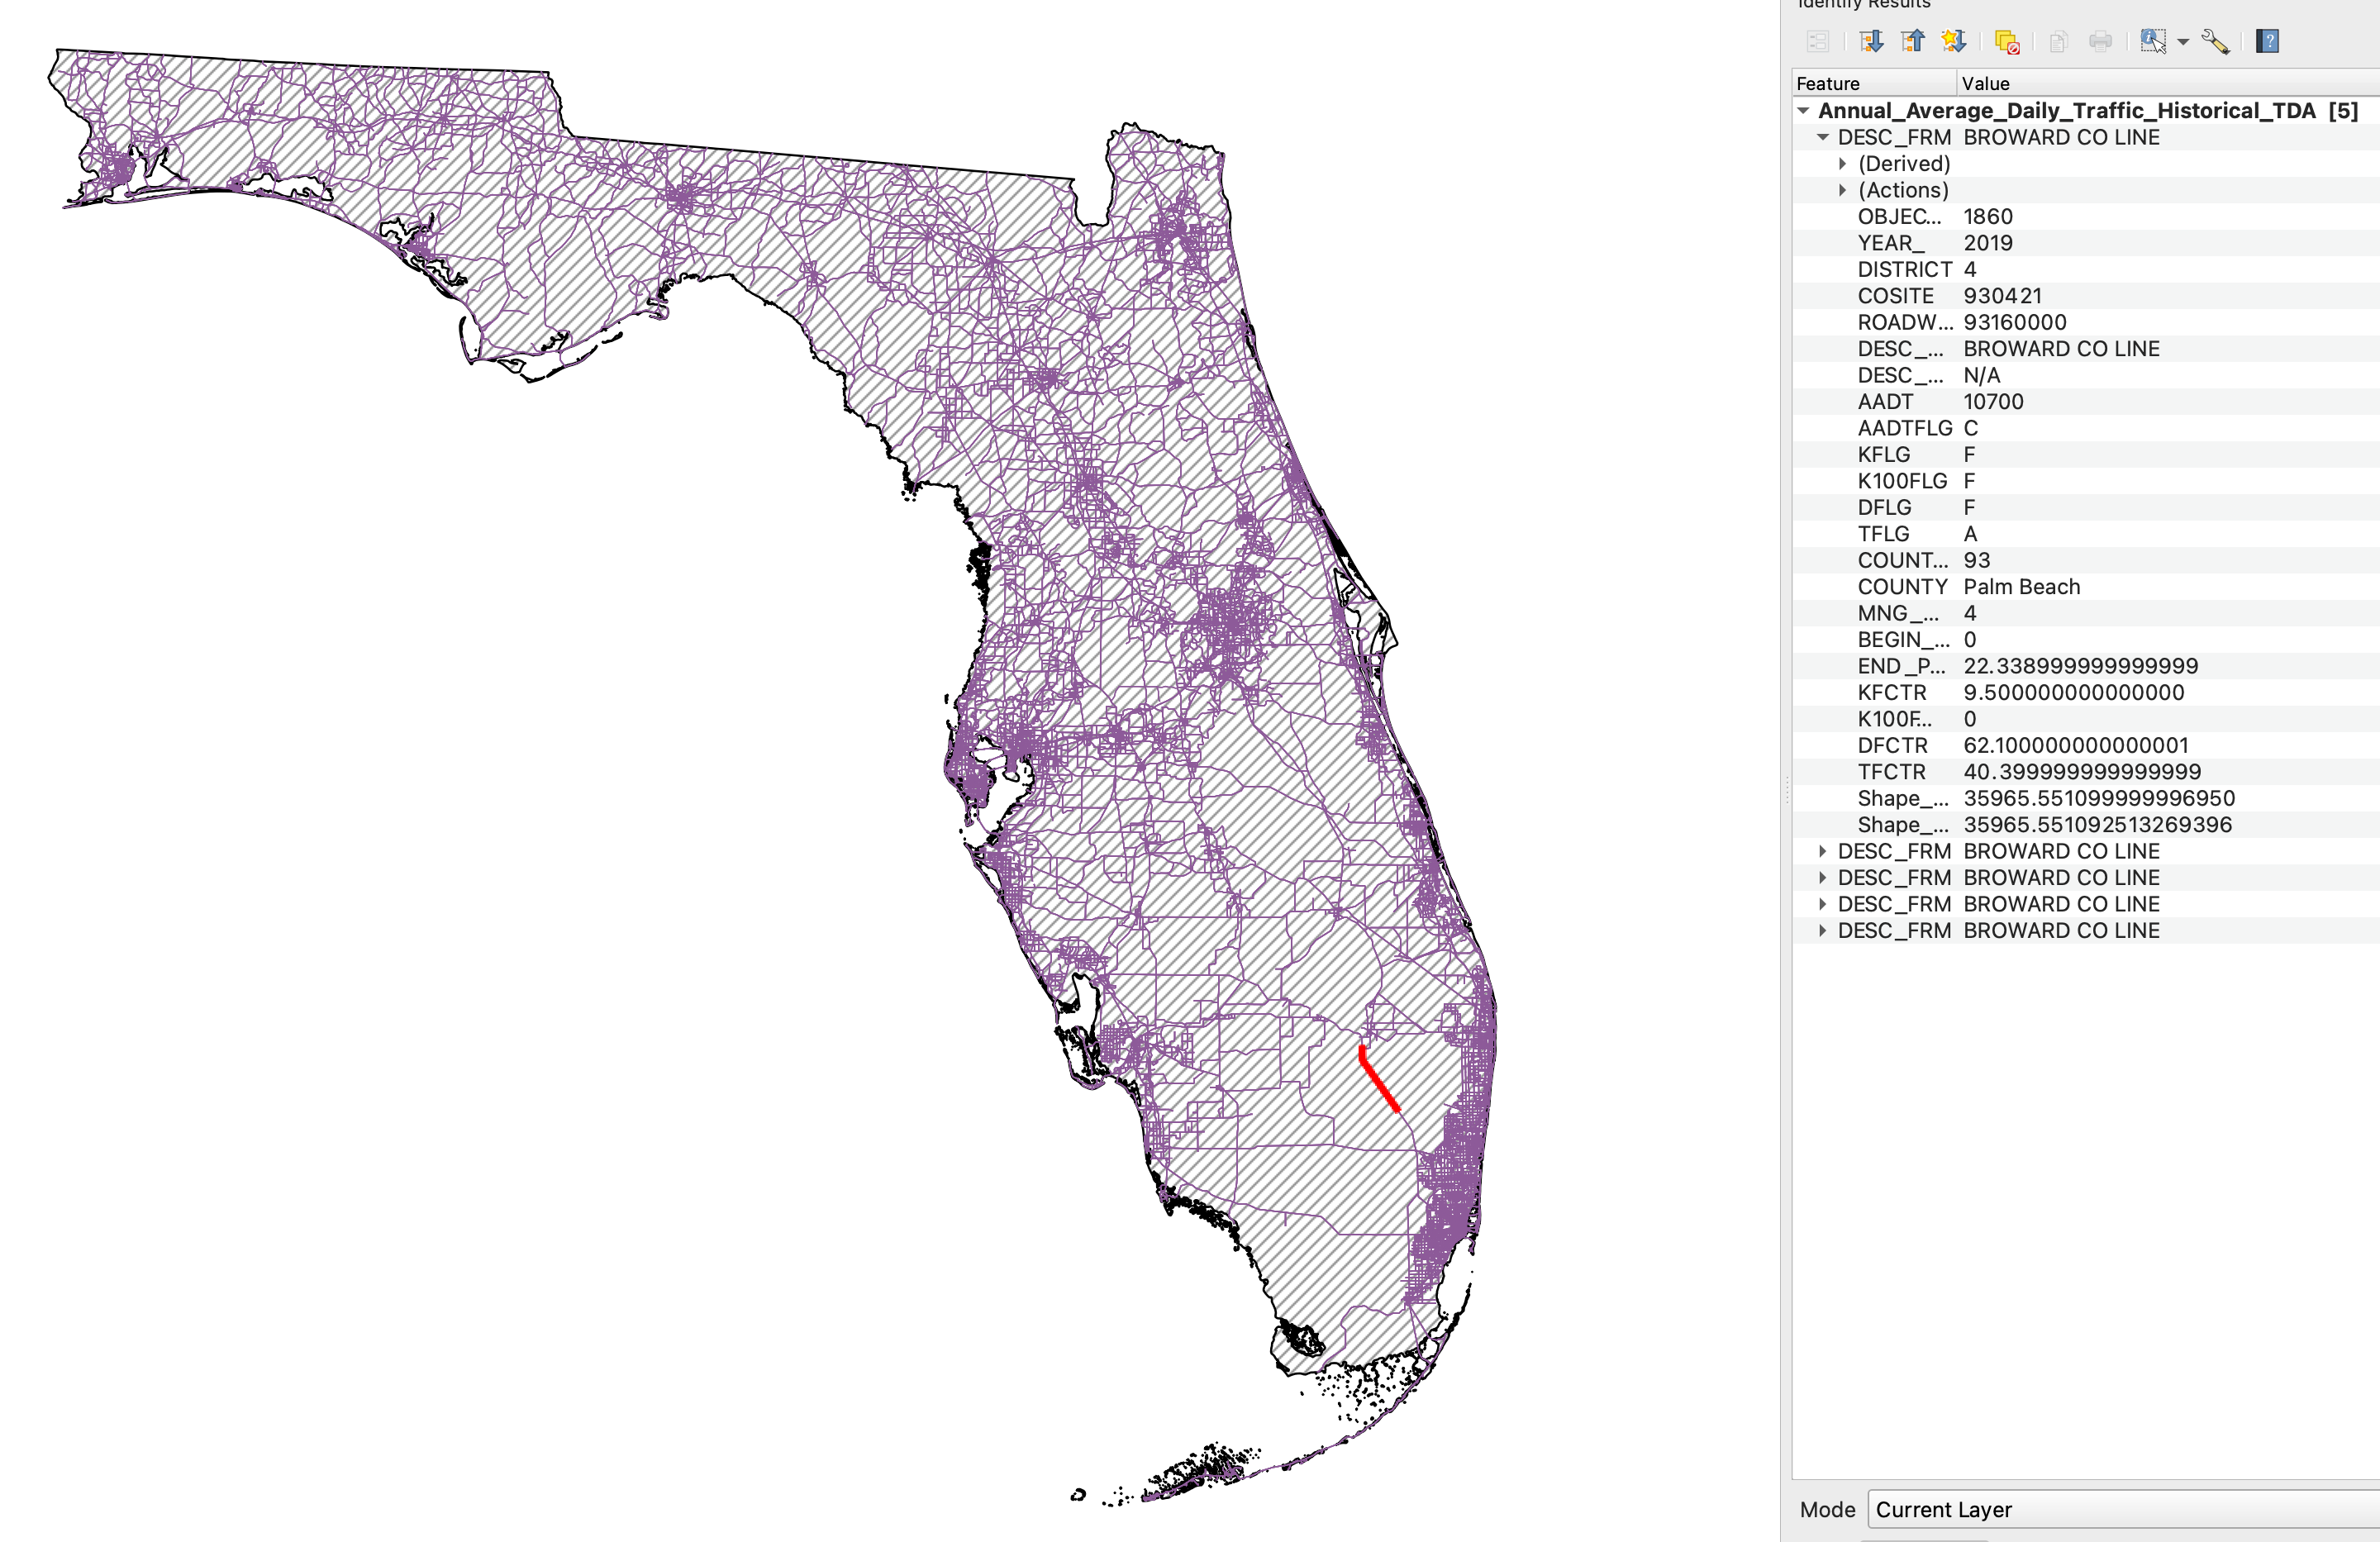 Identify Results
Feature Value
Annual_Average_Daily_Traffic_Historical_TDA [5]
DESC_FRM BROWARD CO LINE
(Derived)
(Actions)
OBJEC... 1860
YEAR_ 2019
DISTRICT 4
COSITE 930421
ROADW... 93160000
DESC_... BROWARD CO LINE
DESC_... N/A
AADT 10700
AADTFLG C
KFLG F
K100FLG F
DFLG F
TFLG A
COUNT... 93
COUNTY Palm Beach
MNG_... 4
BEGIN_... 0
END_P... 22.338999999999999
KFCTR 9.500000000000000
K100F... 0
DFCTR 62.100000000000001
TFCTR 40.399999999999999
Shape_... 35965.551099999996950
Shape_... 35965.551092513269396
DESC_FRM BROWARD CO LINE
DESC_FRM BROWARD CO LINE
DESC_FRM BROWARD CO LINE
DESC_FRM BROWARD CO LINE
Mode Current Layer